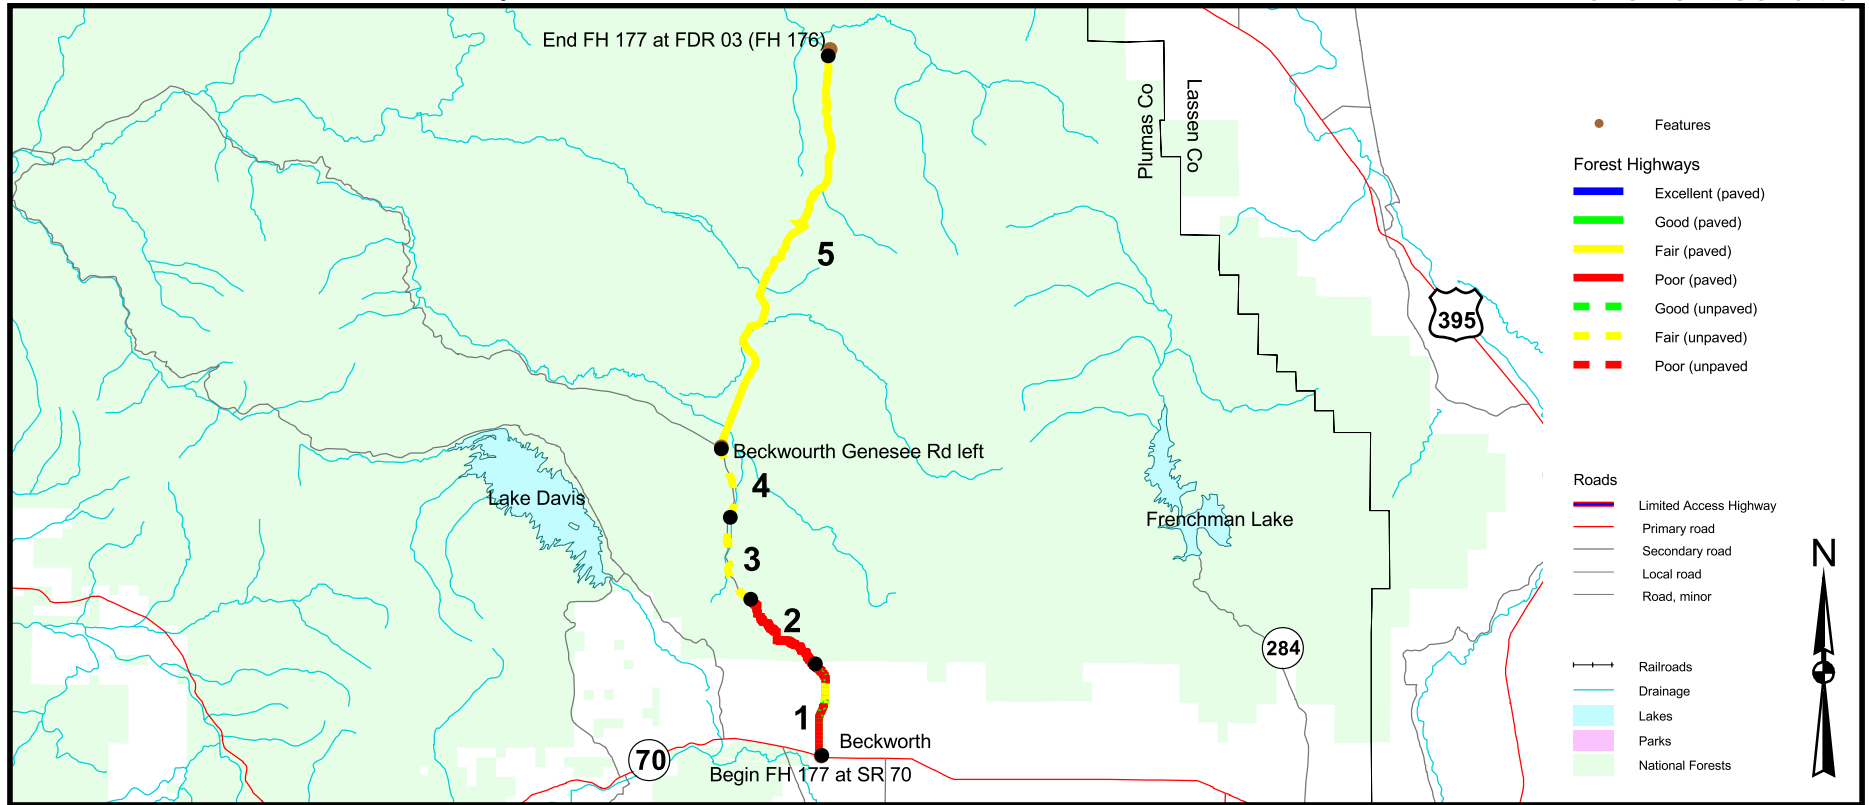 End FH 177 at FDR 03 (FH 176)
Plumas Co
Lassen Co
5
395
Beckwourth Genesee Rd left
4
Lake Davis
Frenchman Lake
3
2
284
1
Beckworth
70
Begin FH 177 at SR 70
Features
Forest Highways
Excellent (paved)
Good (paved)
Fair (paved)
Poor (paved)
Good (unpaved)
Fair (unpaved)
Poor (unpaved
Roads
Limited Access Highway
Primary road
Secondary road
Local road
Road, minor
N
Railroads
Drainage
Lakes
Parks
National Forests